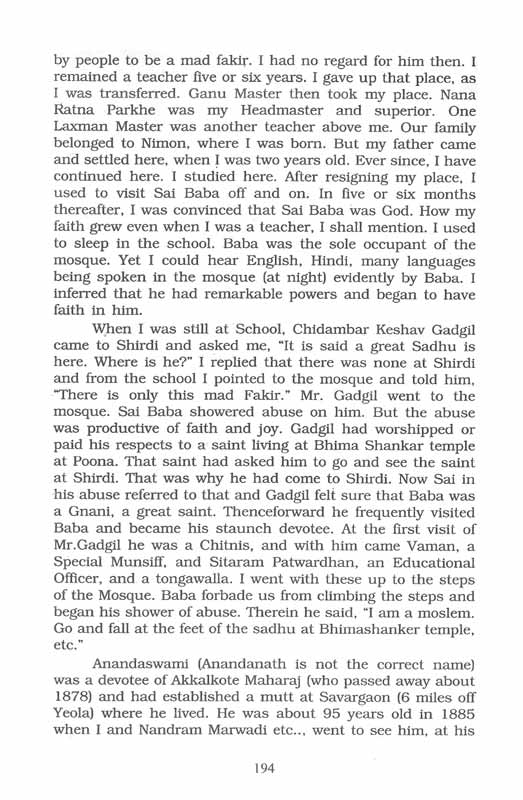 by people to be a mad fakir. I had no regard for him then. I
remained a teacher five or six years. I gave up that place, as
I was transferred. Ganu Master then took my place. Nana
Ratna Parkhe was my Headmaster and superior. One
Laxman Master was another teacher above me. Our family
belonged to Nimon, where I was born. But my father came
and settled here, when I was two years old. Ever since, I have
continued here. I studied here. After resigning my place, I
used to visit Sai Baba off and on. In five or six months
thereafter, I was convinced that Sai Baba was God. How my
faith grew even when I was a teacher, I shall mention. I used
to sleep in the school. Baba was the sole occupant of the
mosque. Yet I could hear English, Hindi, many languages
being spoken in the mosque (at night) evidently by Baba. I
inferred that he had remarkable powers and began to have
faith in him.
When I was still at School, Chidambar Keshav Gadgil
came to Shirdi and asked me, "It is said a great Sadhu is
here. Where is he?" I replied that there was none at Shirdi
and from the school I pointed to the mosque and told him,
"There is only this mad Fakir." Mr. Gadgil went to the
mosque. Sai Baba showered abuse on him. But the abuse
was productive of faith and joy. Gadgil had worshipped or
paid his respects to a saint living at Bhima Shankar temple
at Poona. That saint had asked him to go and see the saint
at Shirdi. That was why he had come to Shirdi. Now Sai in
his abuse referred to that and Gadgil felt sure that Baba was
a Gnani, a great saint. Thenceforward he frequently visited
Baba and became his staunch devotee. At the first visit of
Mr.Gadgil he was a Chitnis, and with him came Vaman, a
Special Munsiff, and Sitaram Patwardhan, an Educational
Officer, and a tongawalla. I went with these up to the steps
of the Mosque. Baba forbade us from climbing the steps and
began his shower of abuse. Therein he said, "I am a moslem.
Go and fall at the feet of the sadhu at Bhimashanker temple,
etc."
Anandaswami (Anandanath is not the correct name)
was a devotee of Akkalkote Maharaj (who passed away about
1878) and had established a mutt at Savargaon (6 miles off
Yeola) where he lived. He was about 95 years old in 1885
when I and Nandram Marwadi etc.., went to see him, at his
194